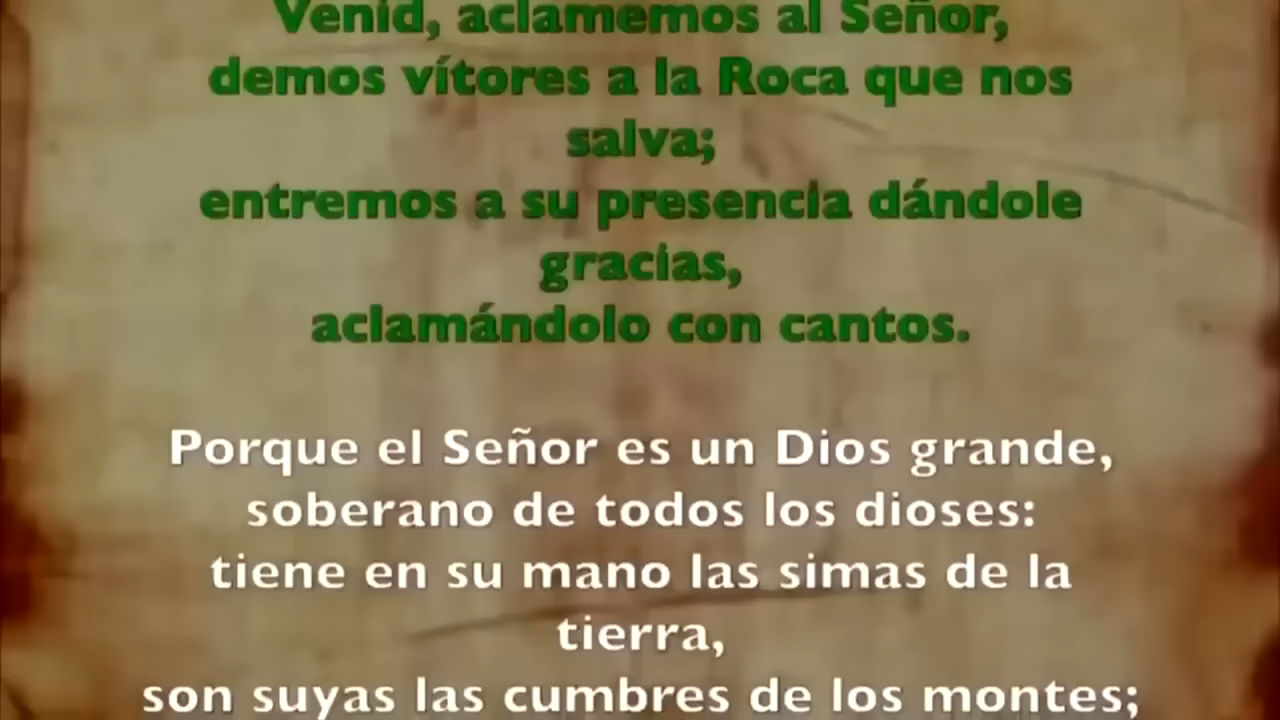 Venid, aclamemos al Señor,
demos vítores a la Roca que nos
salva;
entremos a su presencia dándole
gracias,
aclamándolo con cantos.
Porque el Señor es un Dios grande,
soberano de todos los dioses:
tiene en su mano las simas de la
tierra,
son suyas las cumbres de los montes;